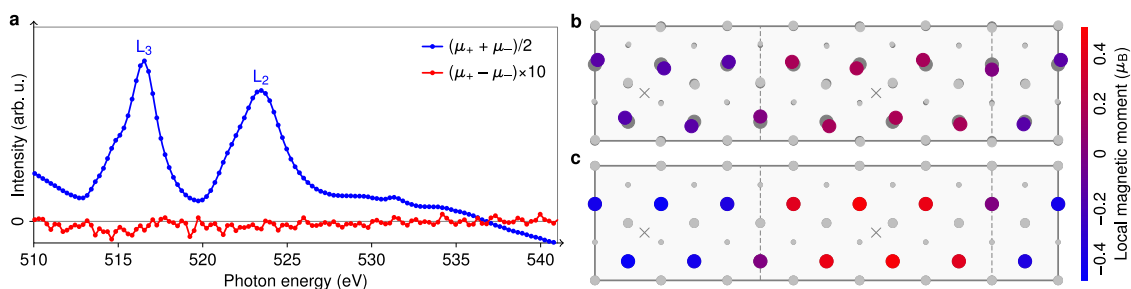 a
Intensity (arb. u.)
0
L₃
L₂
(μ₊ + μ₋)/2
(μ₊ − μ₋)×10
510 515 520 525 530 535 540
Photon energy (eV)
b
c
0.4
0.2
0
−0.2
−0.4
Local magnetic moment (μ_B)